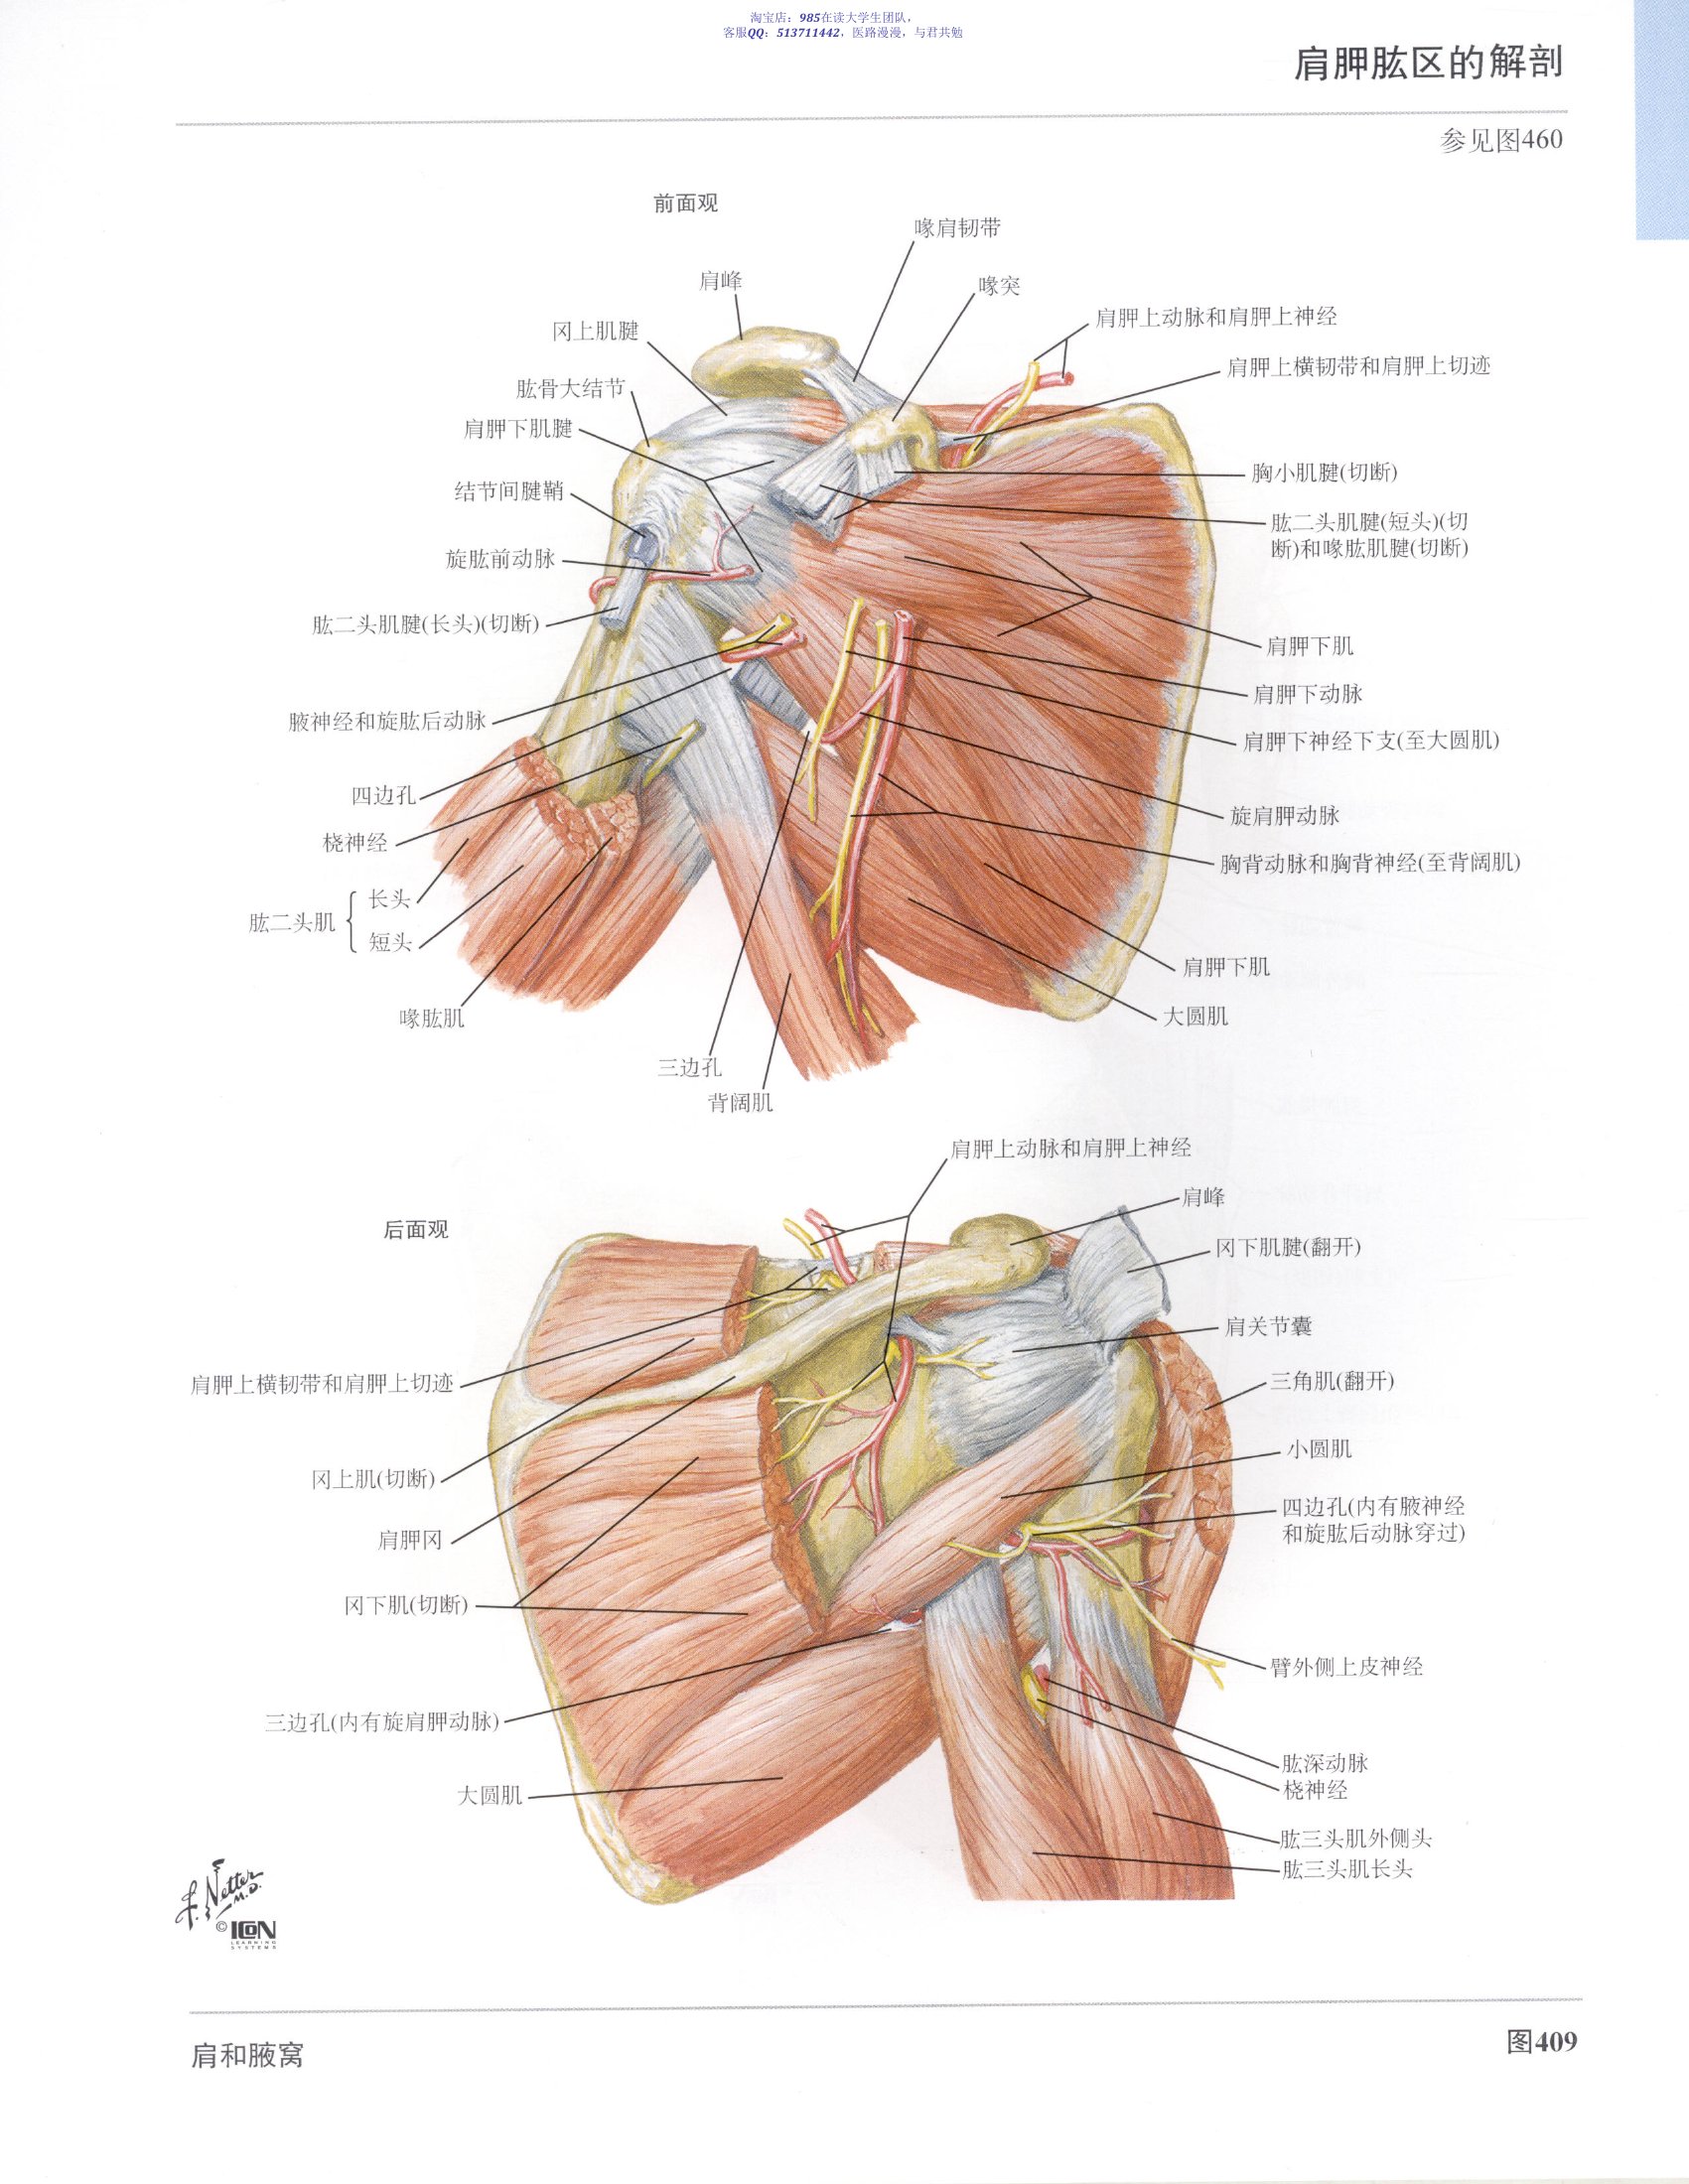 淘宝店：985在读大学生团队，
客服QQ：513711442，医路漫漫，与君共勉
肩胛肱区的解剖
参见图460
前面观
喙肩韧带
肩峰
喙突
肩胛上动脉和肩胛上神经
冈上肌腱
肩胛上横韧带和肩胛上切迹
肱骨大结节
肩胛下肌腱
胸小肌腱(切断)
结节间腱鞘
肱二头肌腱(短头)(切
断)和喙肱肌腱(切断)
旋肱前动脉
肱二头肌腱(长头)(切断)
肩胛下肌
肩胛下动脉
腋神经和旋肱后动脉
肩胛下神经下支(至大圆肌)
四边孔
旋肩胛动脉
桡神经
胸背动脉和胸背神经(至背阔肌)
长头
肱二头肌
短头
肩胛下肌
喙肱肌
大圆肌
三边孔
背阔肌
肩胛上动脉和肩胛上神经
肩峰
后面观
冈下肌腱(翻开)
肩关节囊
肩胛上横韧带和肩胛上切迹
三角肌(翻开)
小圆肌
冈上肌(切断)
四边孔(内有腋神经
和旋肱后动脉穿过)
肩胛冈
冈下肌(切断)
臂外侧上皮神经
三边孔(内有旋肩胛动脉)
肱深动脉
桡神经
大圆肌
肱三头肌外侧头
肱三头肌长头
F. Netter
M.D.
© ICON
LEARNING
SYSTEMS
肩和腋窝
图409